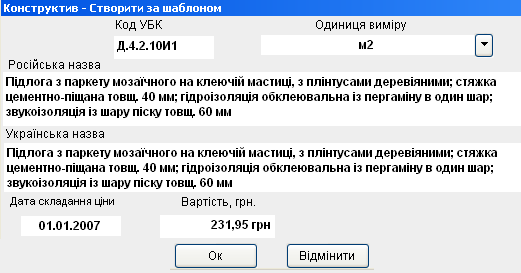 Конструктив - Створити за шаблоном
Код УБК
Одиниця виміру
Д.4.2.10И1
м2
Російська назва
Підлога з паркету мозаїчного на клеючій мастиці, з плінтусами деревіяними; стяжка
цементно-піщана товщ. 40 мм; гідроізоляція обклеювальна із пергаміну в один шар;
звукоізоляція із шару піску товщ. 60 мм
Українська назва
Підлога з паркету мозаїчного на клеючій мастиці, з плінтусами деревіяними; стяжка
цементно-піщана товщ. 40 мм; гідроізоляція обклеювальна із пергаміну в один шар;
звукоізоляція із шару піску товщ. 60 мм
Дата складання ціни
Вартість, грн.
01.01.2007
231,95 грн
Ок
Відмінити